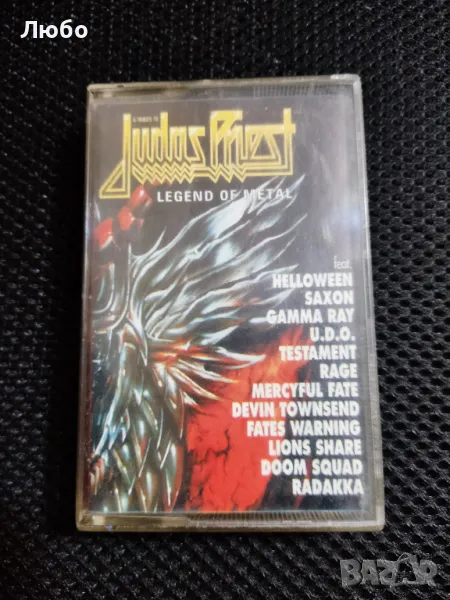 Любо
A TRIBUTE TO
Judas Priest
LEGEND OF METAL
feat.
HELLOWEEN
SAXON
GAMMA RAY
U.D.O.
TESTAMENT
RAGE
MERCYFUL FATE
DEVIN TOWNSEND
FATES WARNING
LIONS SHARE
DOOM SQUAD
RADAKKA
BAZAR